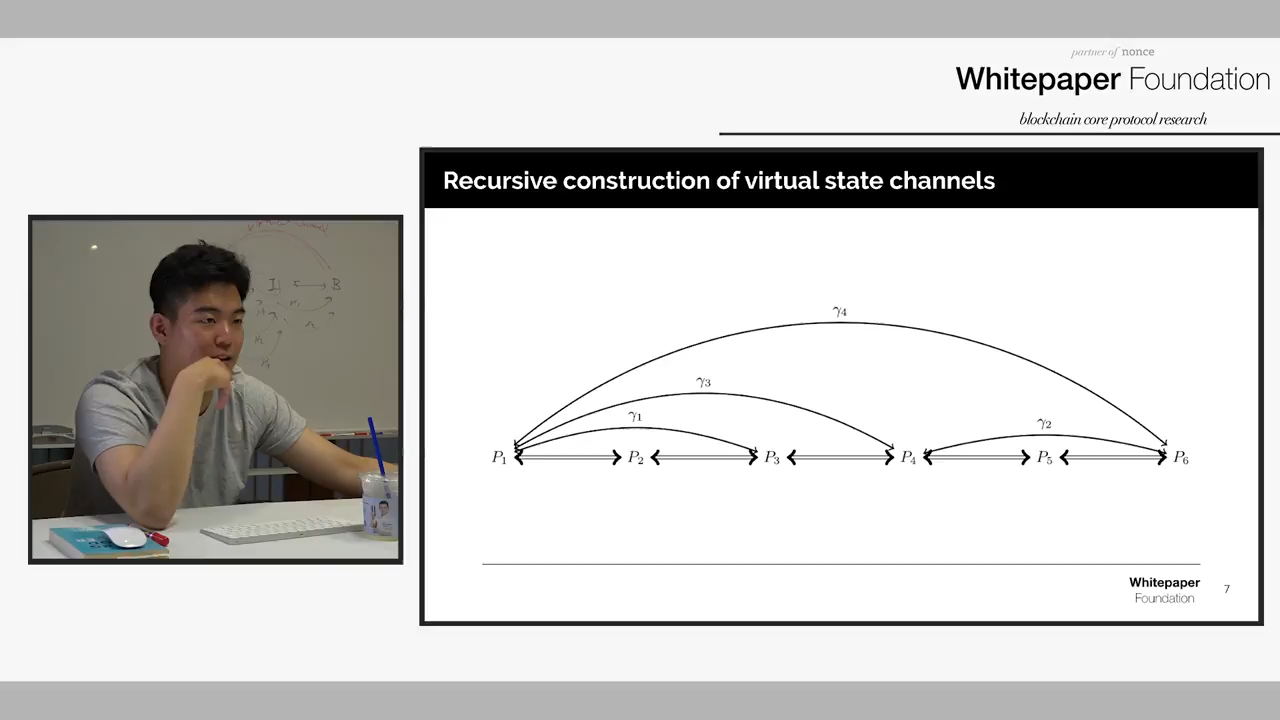 partner of nonce
Whitepaper Foundation
blockchain core protocol research
Recursive construction of virtual state channels
γ4
γ3
γ1
γ2
P1 P2 P3 P4 P5 P6
Whitepaper
Foundation
7
I B